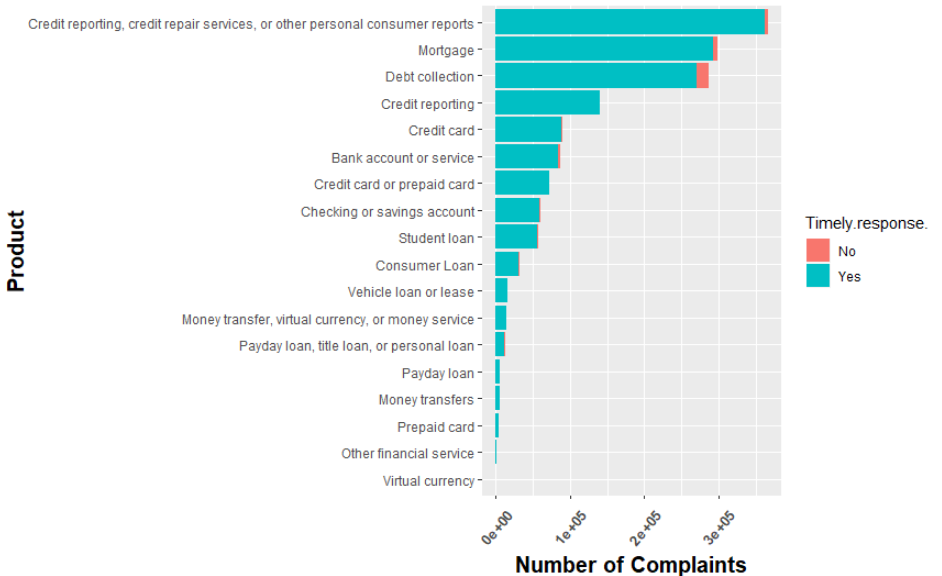 Credit reporting, credit repair services, or other personal consumer reports
Mortgage
Debt collection
Credit reporting
Credit card
Bank account or service
Credit card or prepaid card
Checking or savings account
Student loan
Consumer Loan
Vehicle loan or lease
Money transfer, virtual currency, or money service
Payday loan, title loan, or personal loan
Payday loan
Money transfers
Prepaid card
Other financial service
Virtual currency
Product
0e+00
1e+05
2e+05
3e+05
Number of Complaints
Timely.response.
No
Yes